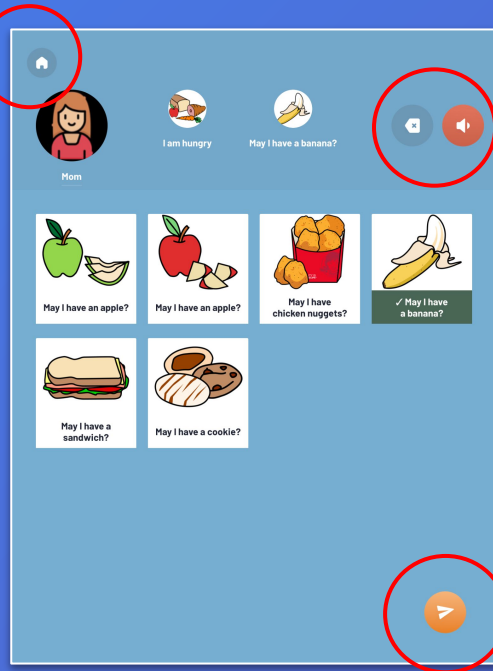 Mom
I am hungry
May I have a banana?
May I have an apple?
May I have an apple?
May I have
chicken nuggets?
✓ May I have
a banana?
May I have a
sandwich?
May I have a cookie?